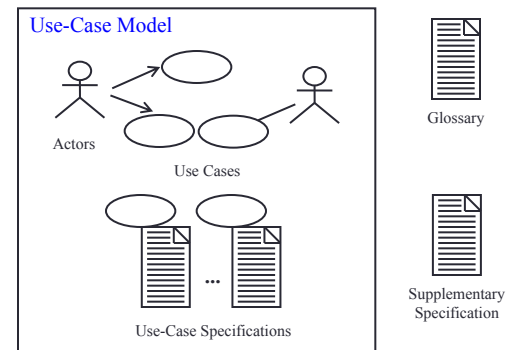 Use-Case Model
Glossary
Actors
Use Cases
...
Use-Case Specifications
Supplementary
Specification